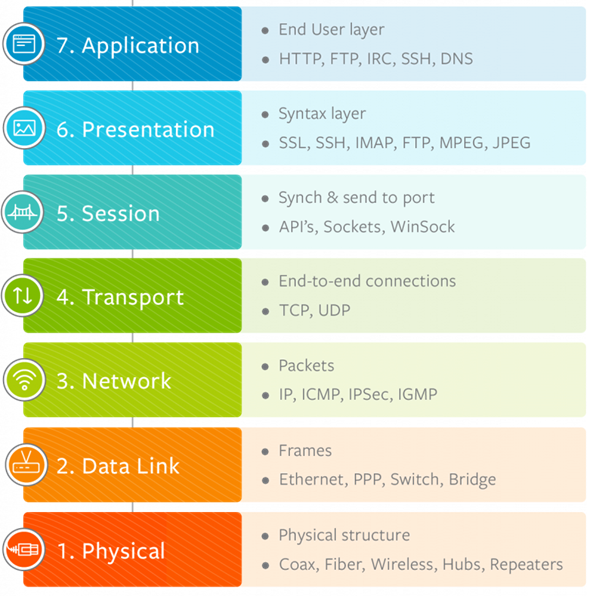 7. Application
End User layer
HTTP, FTP, IRC, SSH, DNS
6. Presentation
Syntax layer
SSL, SSH, IMAP, FTP, MPEG, JPEG
5. Session
Synch & send to port
API’s, Sockets, WinSock
4. Transport
End-to-end connections
TCP, UDP
3. Network
Packets
IP, ICMP, IPSec, IGMP
2. Data Link
Frames
Ethernet, PPP, Switch, Bridge
1. Physical
Physical structure
Coax, Fiber, Wireless, Hubs, Repeaters